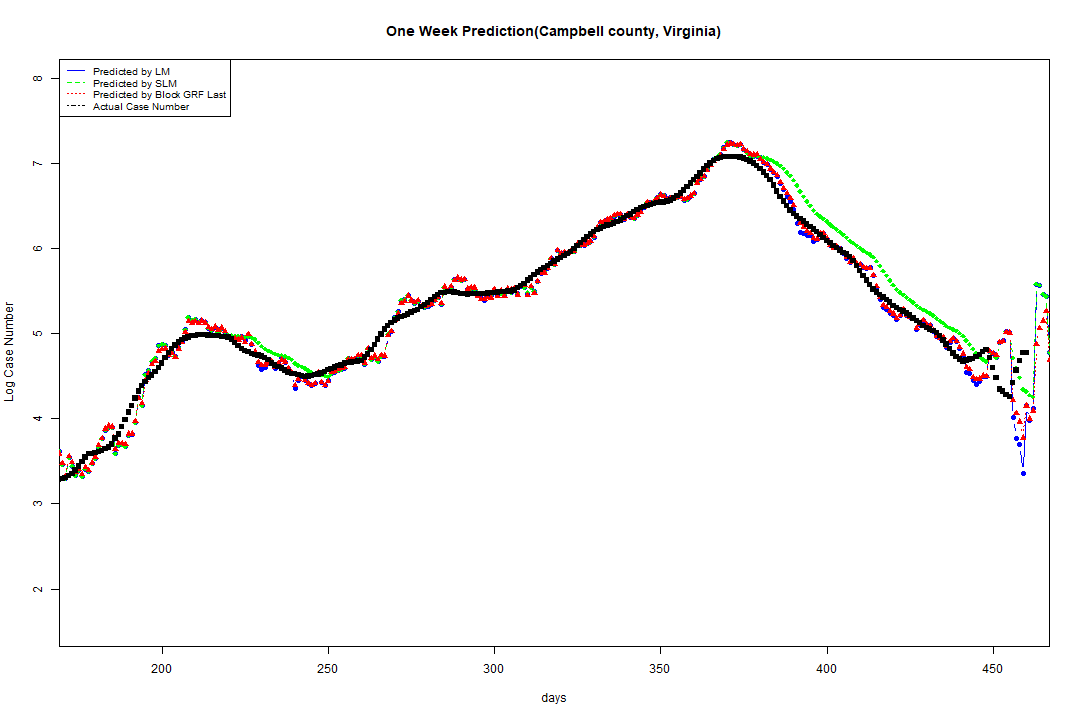 One Week Prediction(Campbell county, Virginia)
Predicted by LM
Predicted by SLM
Predicted by Block GRF Last
Actual Case Number
Log Case Number
8
7
6
5
4
3
2
200 250 300 350 400 450
days